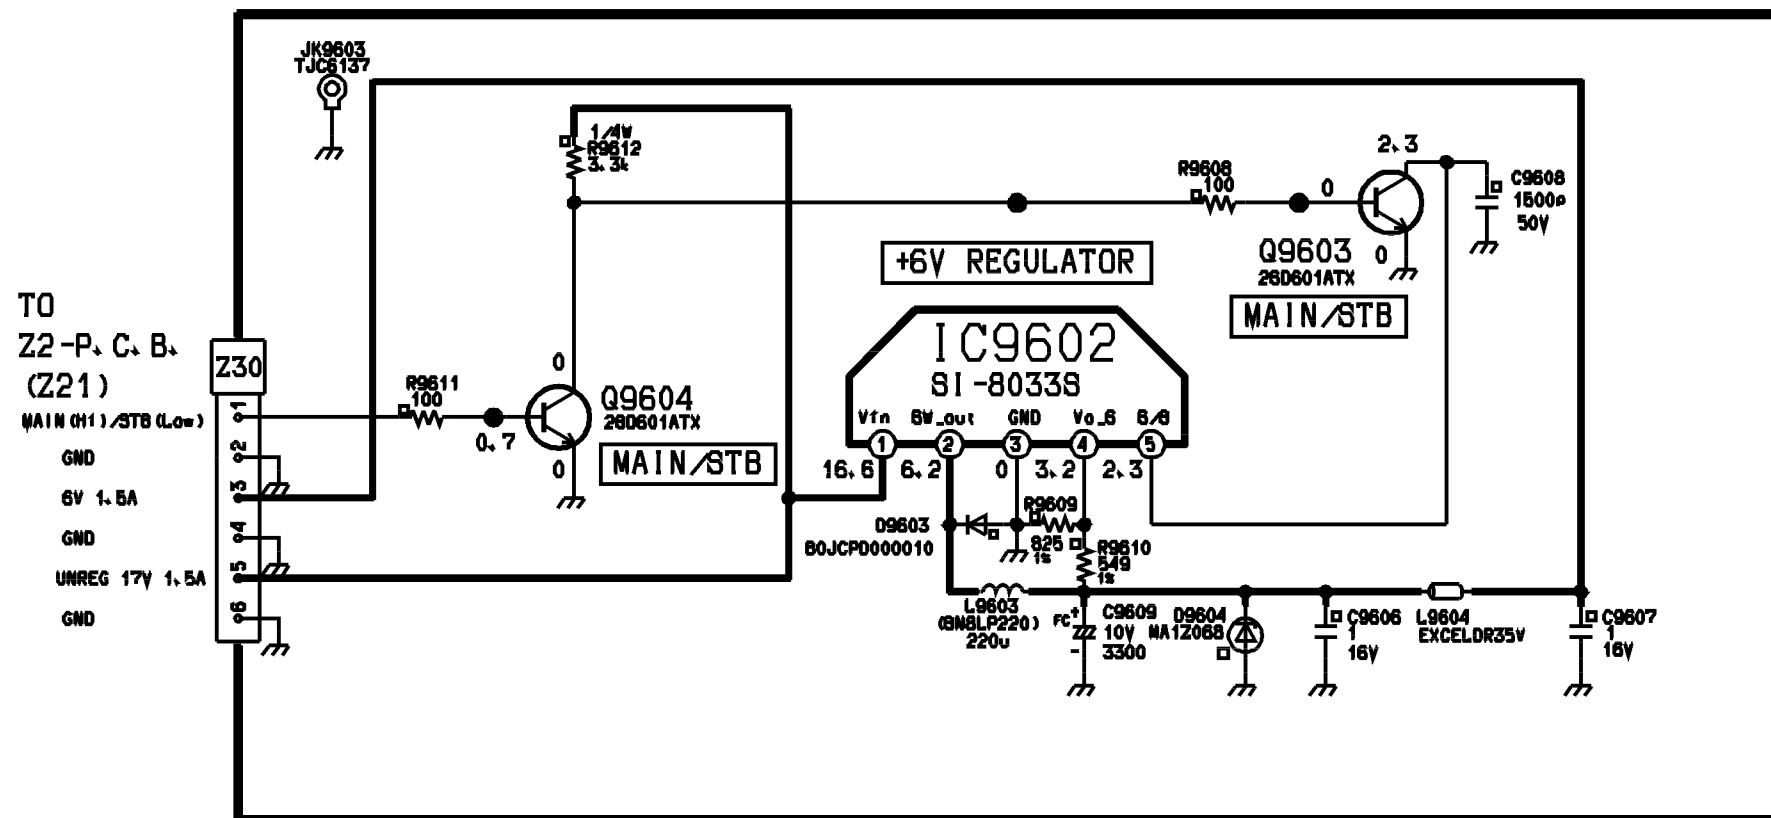 JK9603
TJC6137
1/4W
R9612
3.3k
2.3
R9608
100
0
C9608
1500p
50V
Q9603
2SD601ATX
0
MAIN/STB
+6V REGULATOR
TO
Z2-P.C.B.
(Z21)
Z30
MAIN(Hi)/STB(Low)
1
GND
2
6V 1.5A
3
GND
4
UNREG 17V 1.5A
5
GND
6
R9611
100
0.7
0
Q9604
2SD601ATX
0
MAIN/STB
IC9602
SI-8033S
Vin SW_out GND Vo_S S/S
1 2 3 4 5
16.6 6.2 0 3.2 2.3
D9603
B0JCPD000010
R9609
825
1%
R9610
549
1%
L9603
(SN8LP220)
220u
FC
+
-
C9609
10V
3300
D9604
MA1Z068
C9606
1
16V
L9604
EXCELDR35V
C9607
1
16V